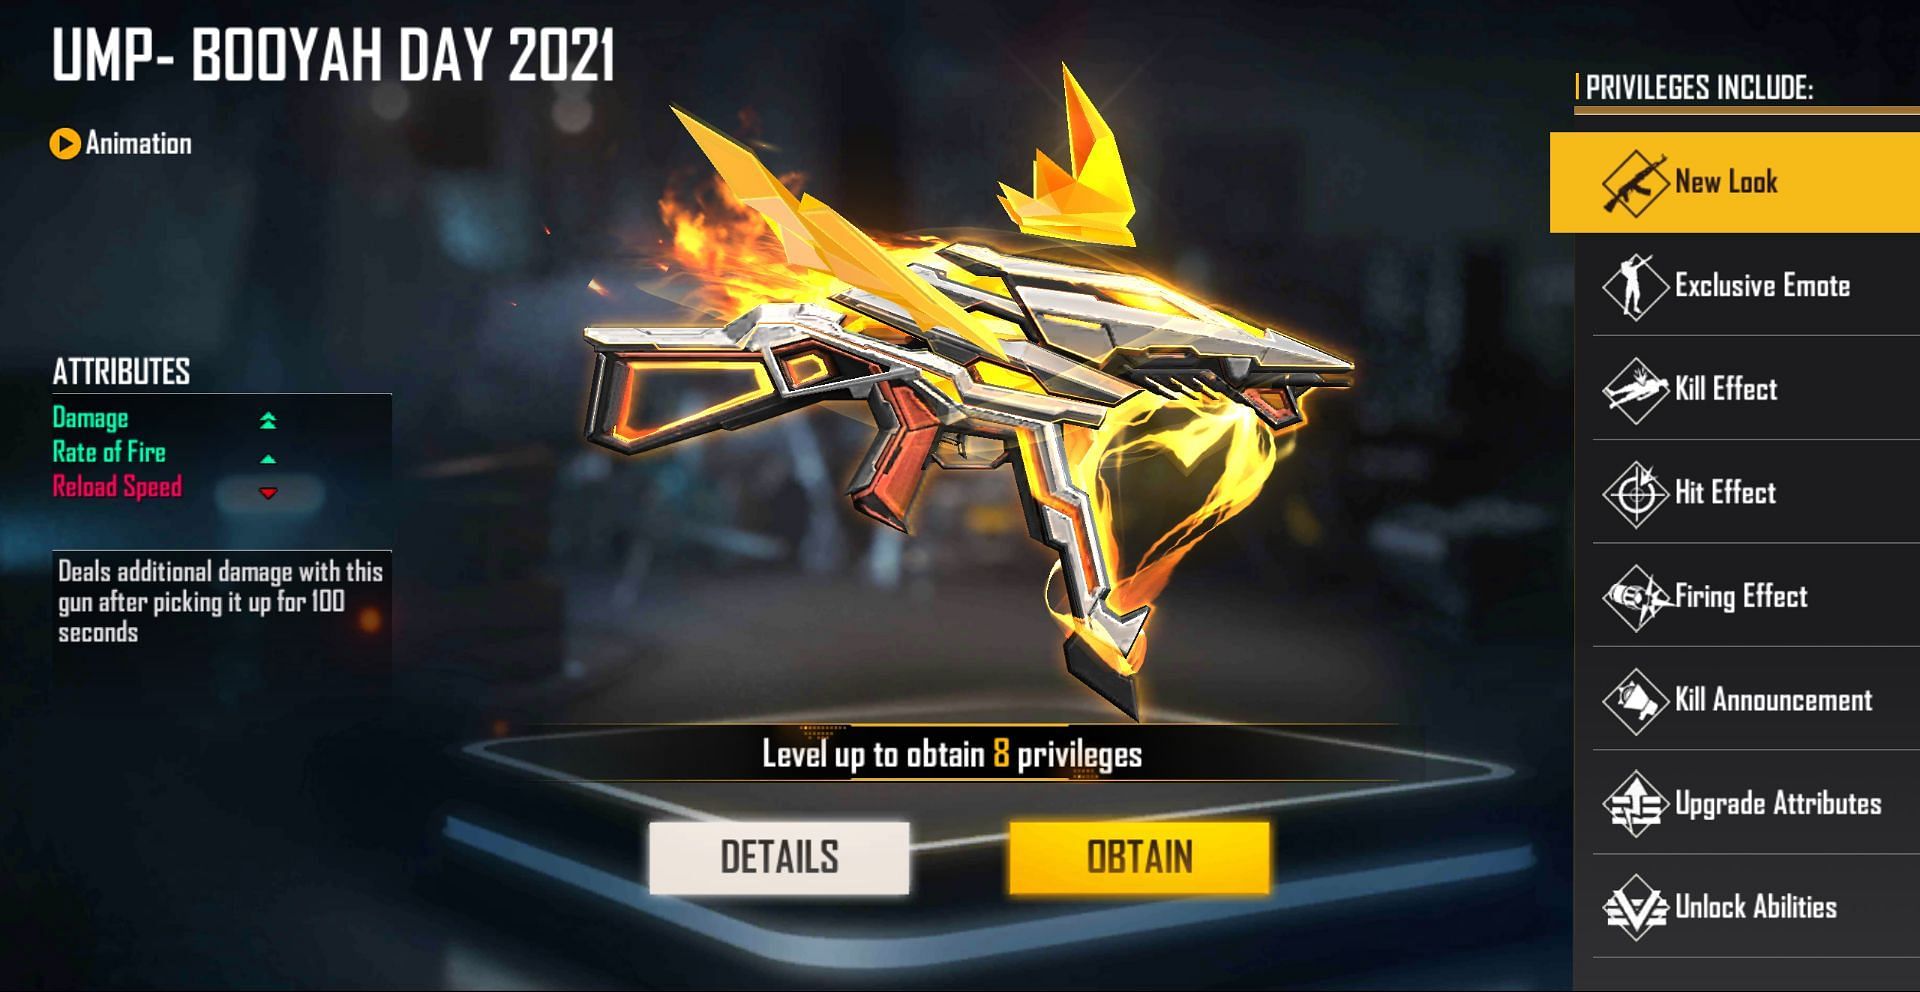 UMP- BOOYAH DAY 2021
Animation
ATTRIBUTES
Damage
Rate of Fire
Reload Speed
Deals additional damage with this
gun after picking it up for 100
seconds
Level up to obtain 8 privileges
DETAILS
OBTAIN
PRIVILEGES INCLUDE:
New Look
Exclusive Emote
Kill Effect
Hit Effect
Firing Effect
Kill Announcement
Upgrade Attributes
Unlock Abilities